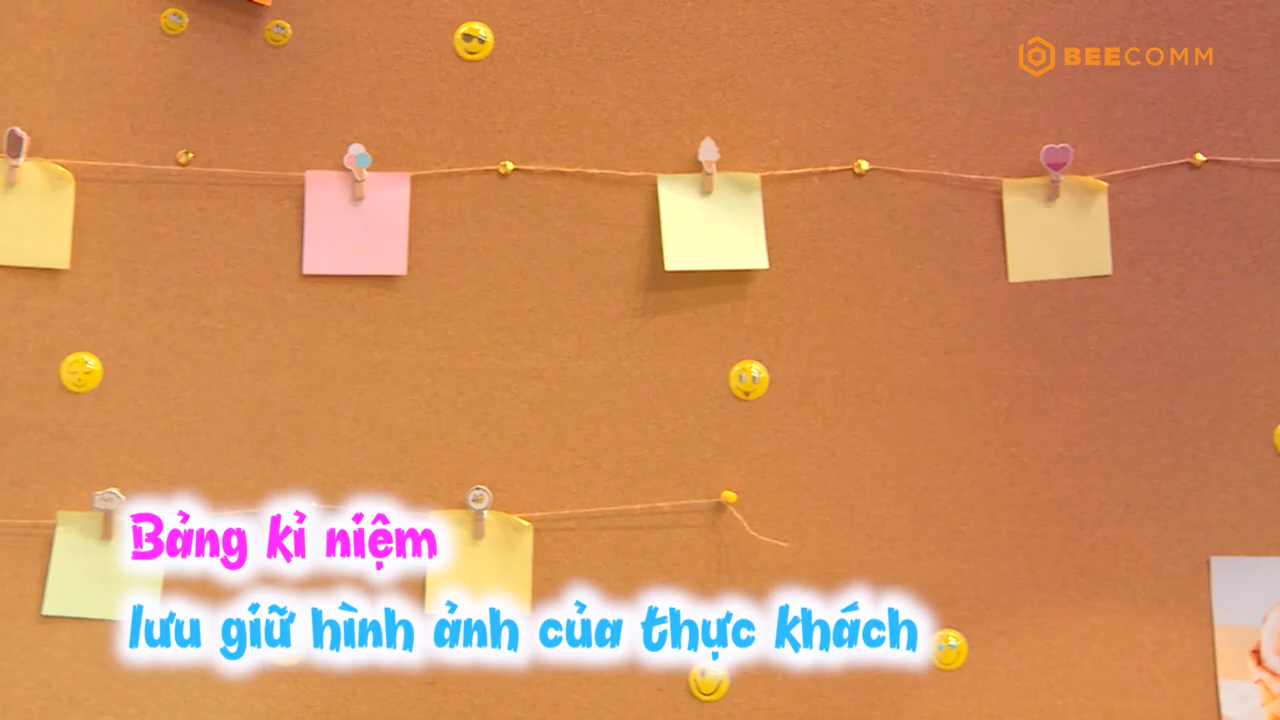 BEECOMM
Bảng kỉ niệm
lưu giữ hình ảnh của thực khách